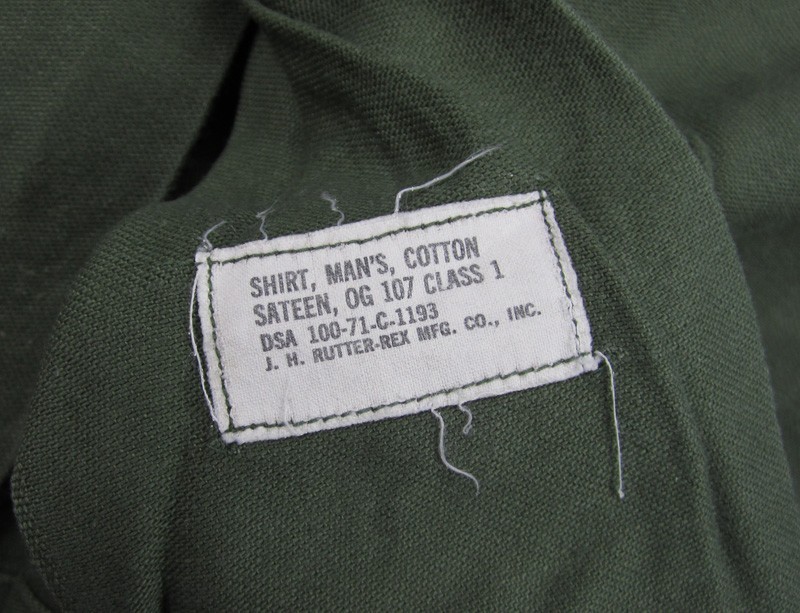 SHIRT, MAN'S, COTTON
SATEEN, OG 107 CLASS 1
DSA 100-71-C-1193
J. H. RUTTER-REX MFG. CO., INC.